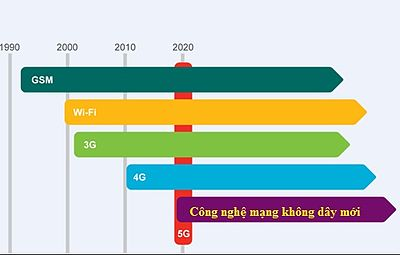 1990 2000 2010 2020
GSM
Wi-Fi
3G
4G
Công nghệ mạng không dây mới
5G